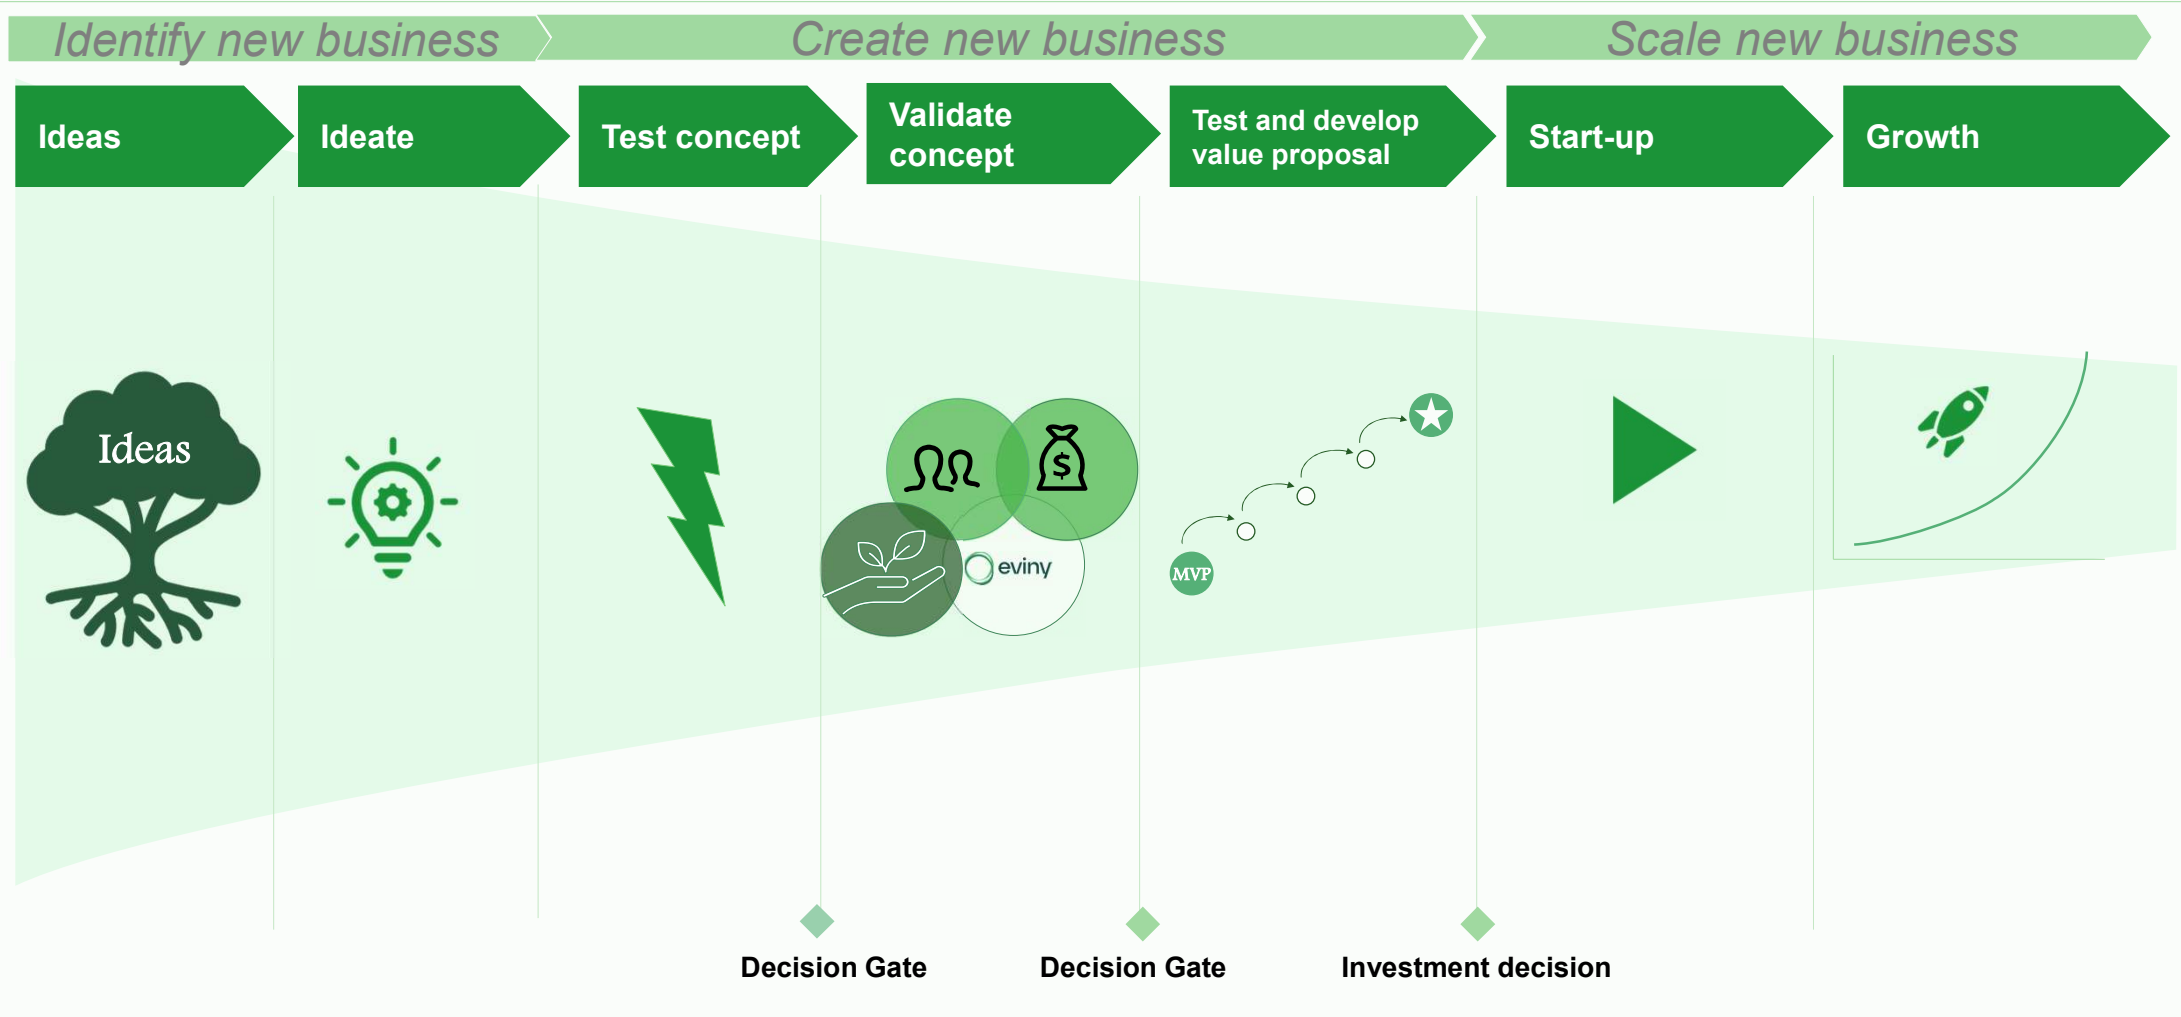 Identify new business
Create new business
Scale new business
Ideas
Ideate
Test concept
Validate
concept
Test and develop
value proposal
Start-up
Growth
Ideas
$
eviny
MVP
Decision Gate
Decision Gate
Investment decision